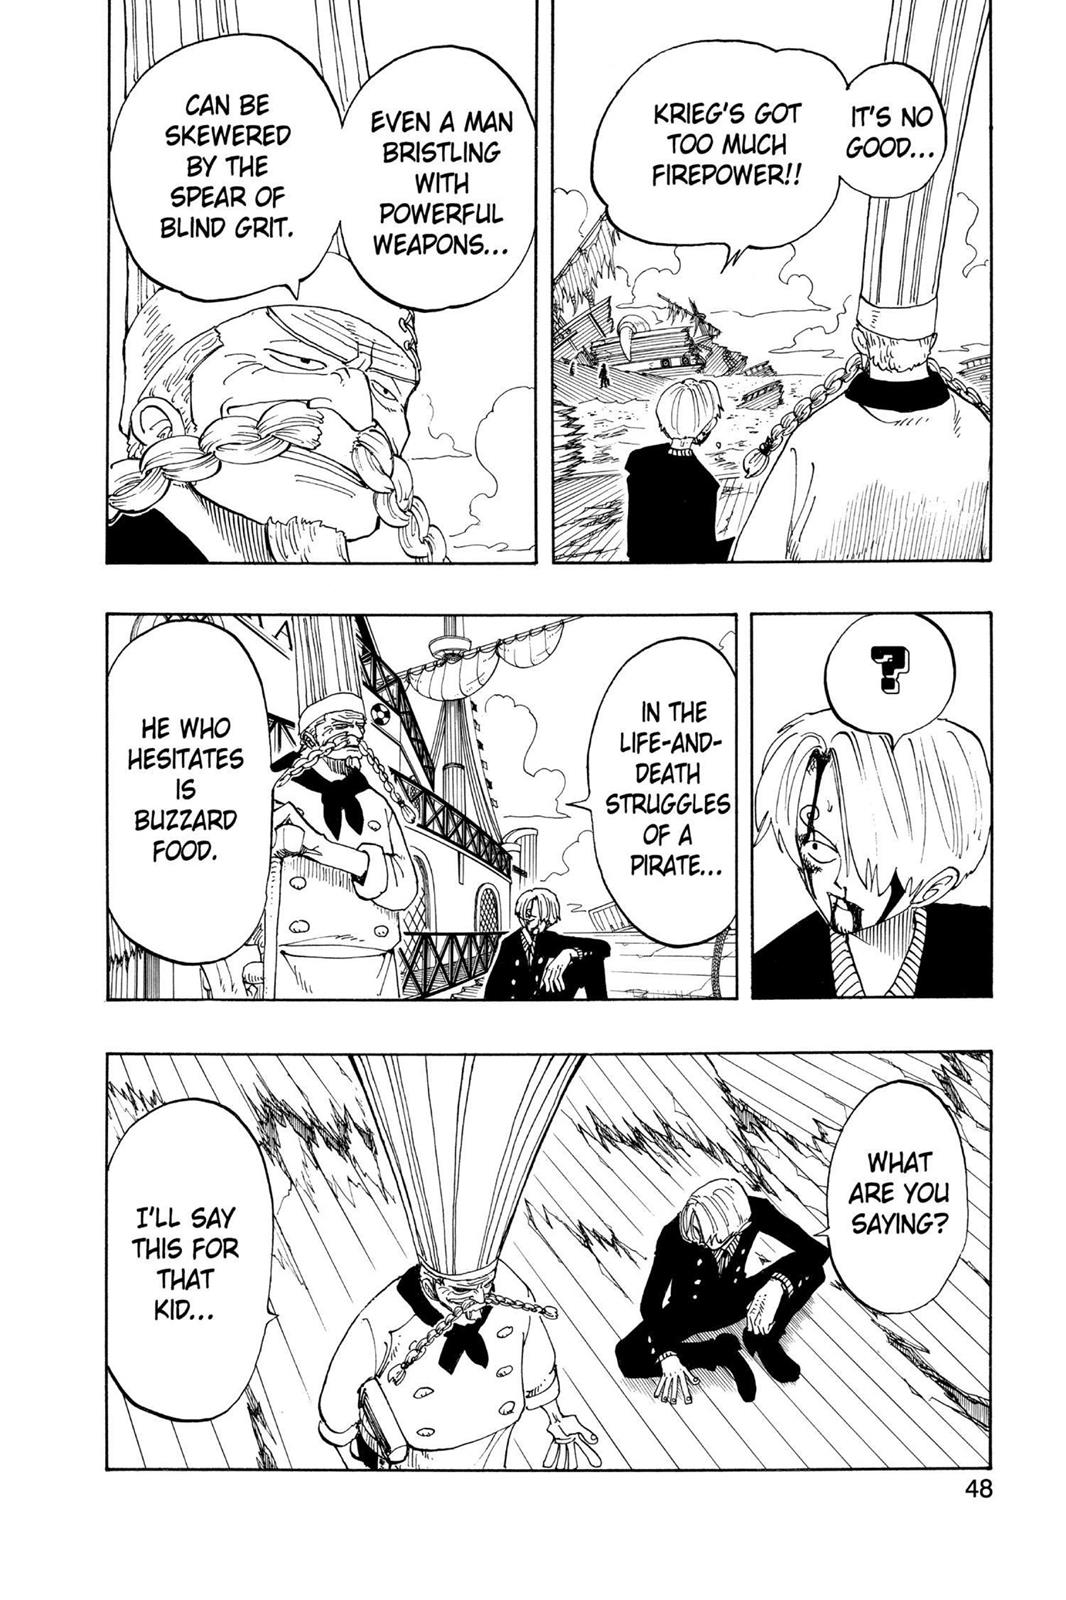 IT'S NO
GOOD...
KRIEG'S GOT
TOO MUCH
FIREPOWER!!
EVEN A MAN
BRISTLING
WITH
POWERFUL
WEAPONS...
CAN BE
SKEWERED
BY THE
SPEAR OF
BLIND GRIT.
?
IN THE
LIFE-AND-
DEATH
STRUGGLES
OF A
PIRATE...
HE WHO
HESITATES
IS
BUZZARD
FOOD.
WHAT
ARE YOU
SAYING?
I'LL SAY
THIS FOR
THAT
KID...
48